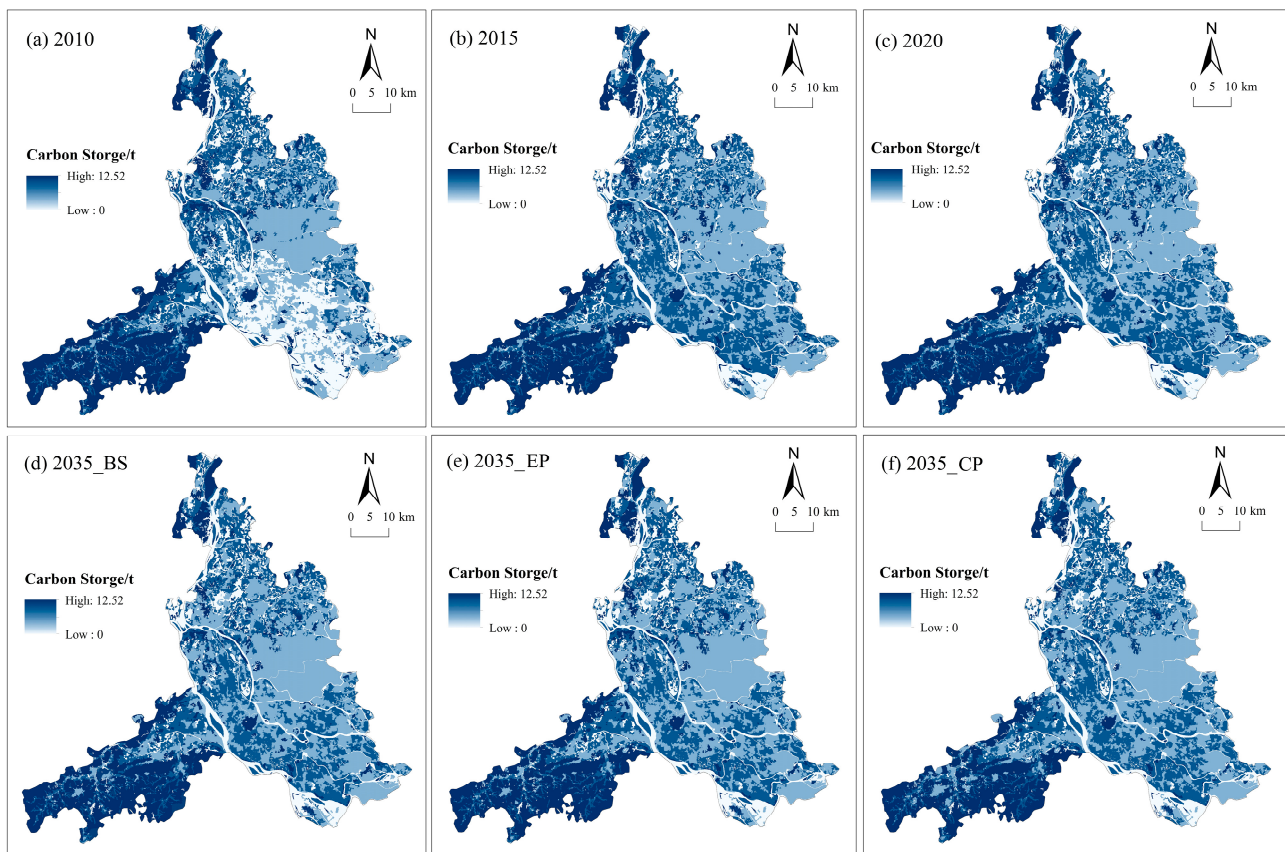 (a) 2010
N
0 5 10 km
Carbon Storge/t
High: 12.52
Low : 0
(b) 2015
N
0 5 10 km
Carbon Storge/t
High: 12.52
Low : 0
(c) 2020
N
0 5 10 km
Carbon Storge/t
High: 12.52
Low : 0
(d) 2035_BS
N
0 5 10 km
Carbon Storge/t
High: 12.52
Low : 0
(e) 2035_EP
N
0 5 10 km
Carbon Storge/t
High: 12.52
Low : 0
(f) 2035_CP
N
0 5 10 km
Carbon Storge/t
High: 12.52
Low : 0